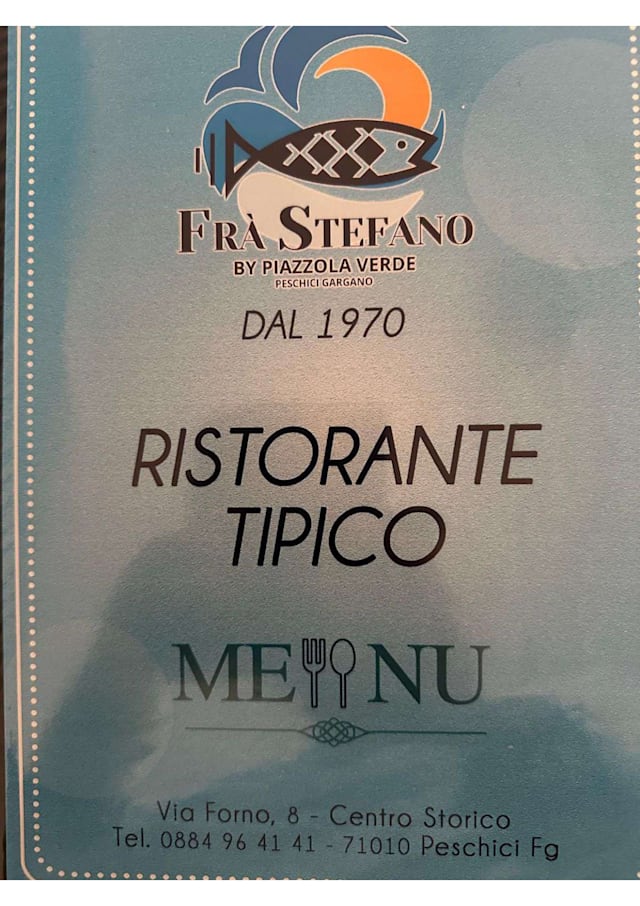 FRÀ STEFANO
BY PIAZZOLA VERDE
PESCHICI GARGANO
DAL 1970
RISTORANTE
TIPICO
MENU
Via Forno, 8 - Centro Storico
Tel. 0884 96 41 41 - 71010 Peschici Fg